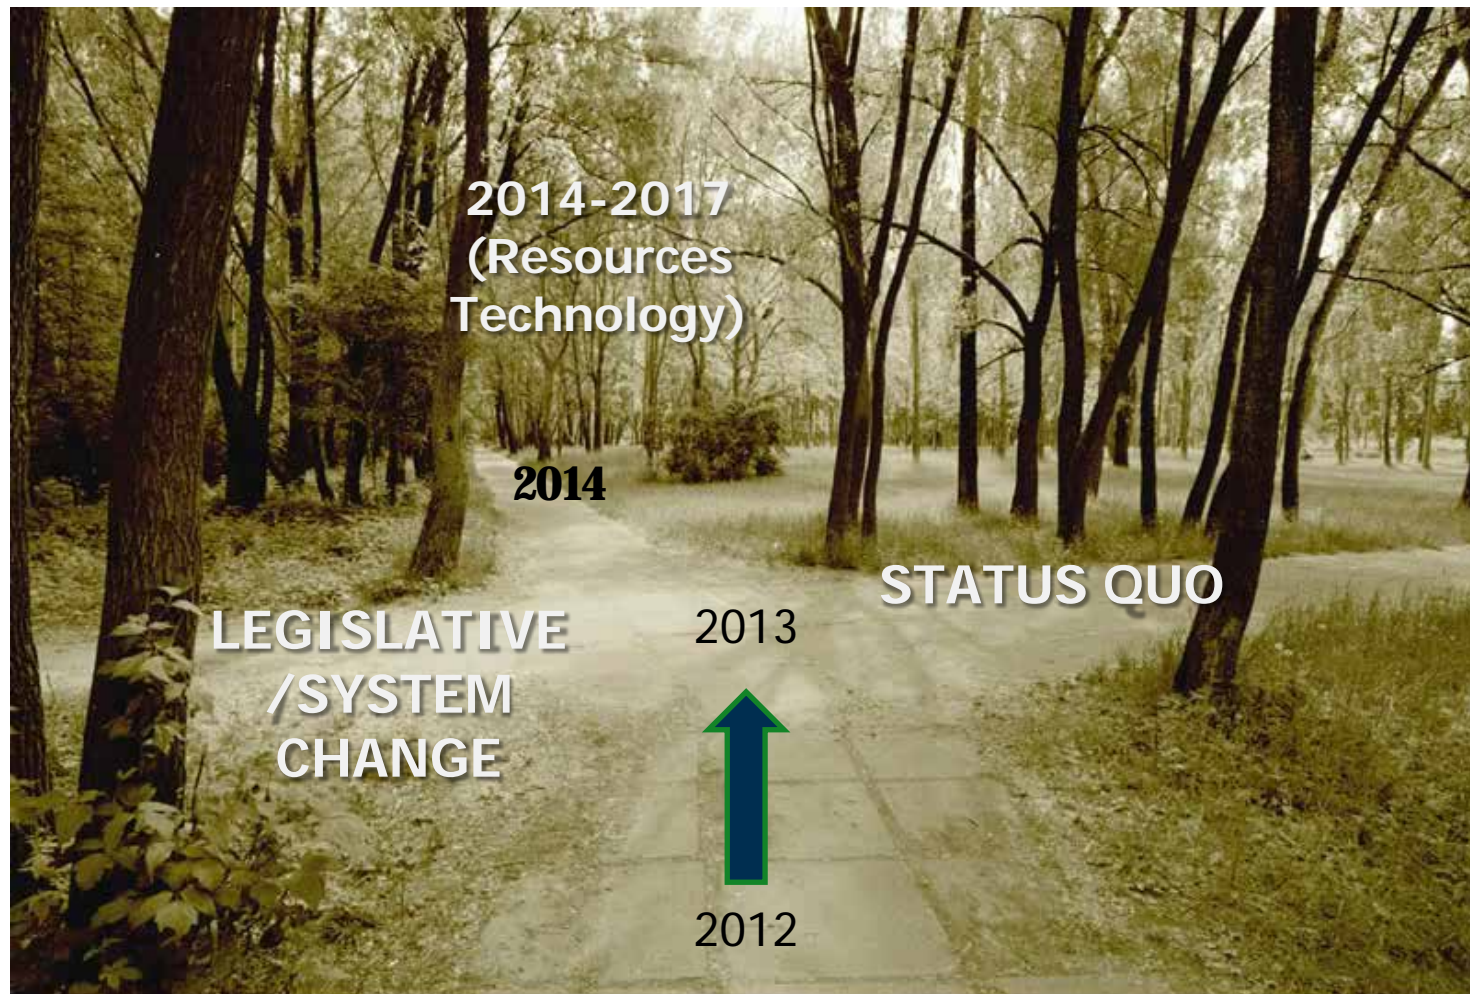 2014-2017
(Resources
Technology)
2014
STATUS QUO
LEGISLATIVE
/SYSTEM
CHANGE
2013
2012